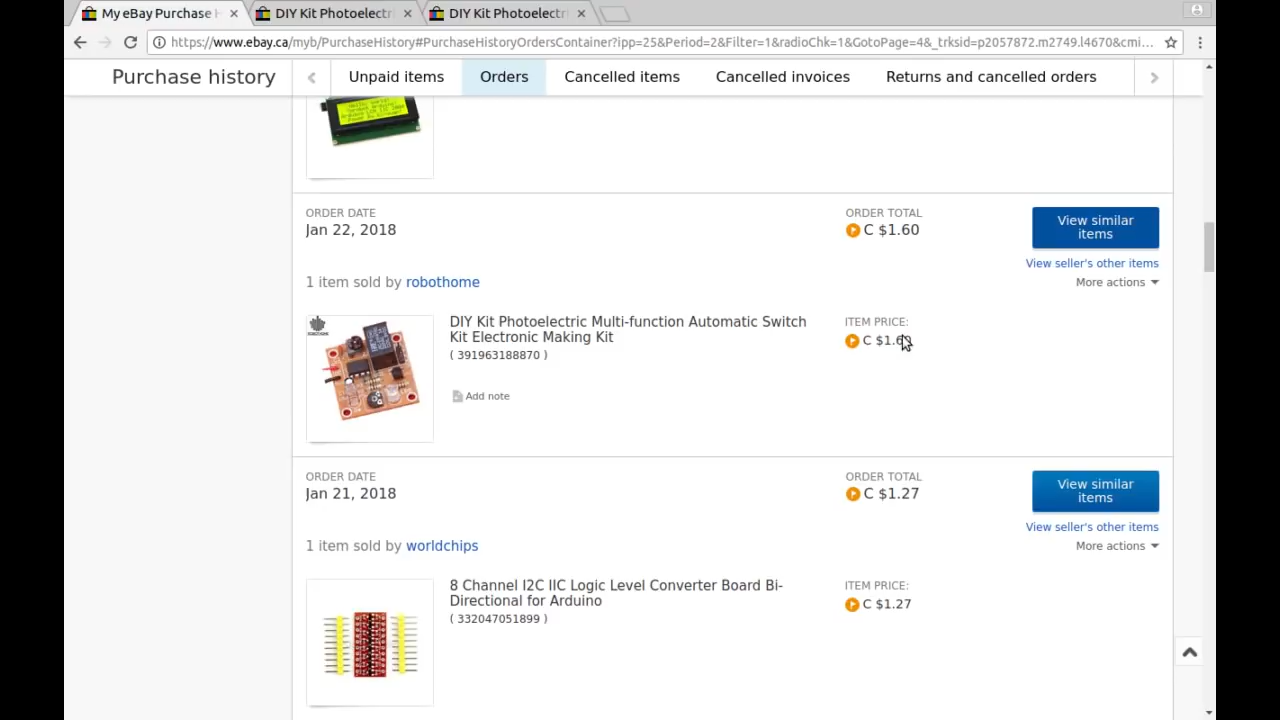 My eBay Purchase H
DIY Kit Photoelectri
DIY Kit Photoelectri
https://www.ebay.ca/myb/PurchaseHistory#PurchaseHistoryOrdersContainer?ipp=25&Period=2&Filter=1&radioChk=1&GotoPage=4&_trksid=p2057872.m2749.l4670&cmi...
Purchase history
Unpaid items
Orders
Cancelled items
Cancelled invoices
Returns and cancelled orders
ORDER DATE
Jan 22, 2018
ORDER TOTAL
C $1.60
View similar
items
View seller's other items
More actions
1 item sold by robothome
DIY Kit Photoelectric Multi-function Automatic Switch
Kit Electronic Making Kit
( 391963188870 )
Add note
ITEM PRICE:
C $1.60
ORDER DATE
Jan 21, 2018
ORDER TOTAL
C $1.27
View similar
items
View seller's other items
More actions
1 item sold by worldchips
8 Channel I2C IIC Logic Level Converter Board Bi-
Directional for Arduino
( 332047051899 )
ITEM PRICE:
C $1.27